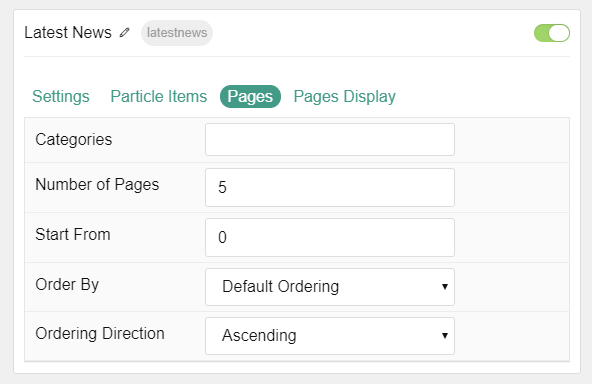 Latest News latestnews
Settings Particle Items Pages Pages Display
Categories
Number of Pages 5
Start From 0
Order By Default Ordering
Ordering Direction Ascending